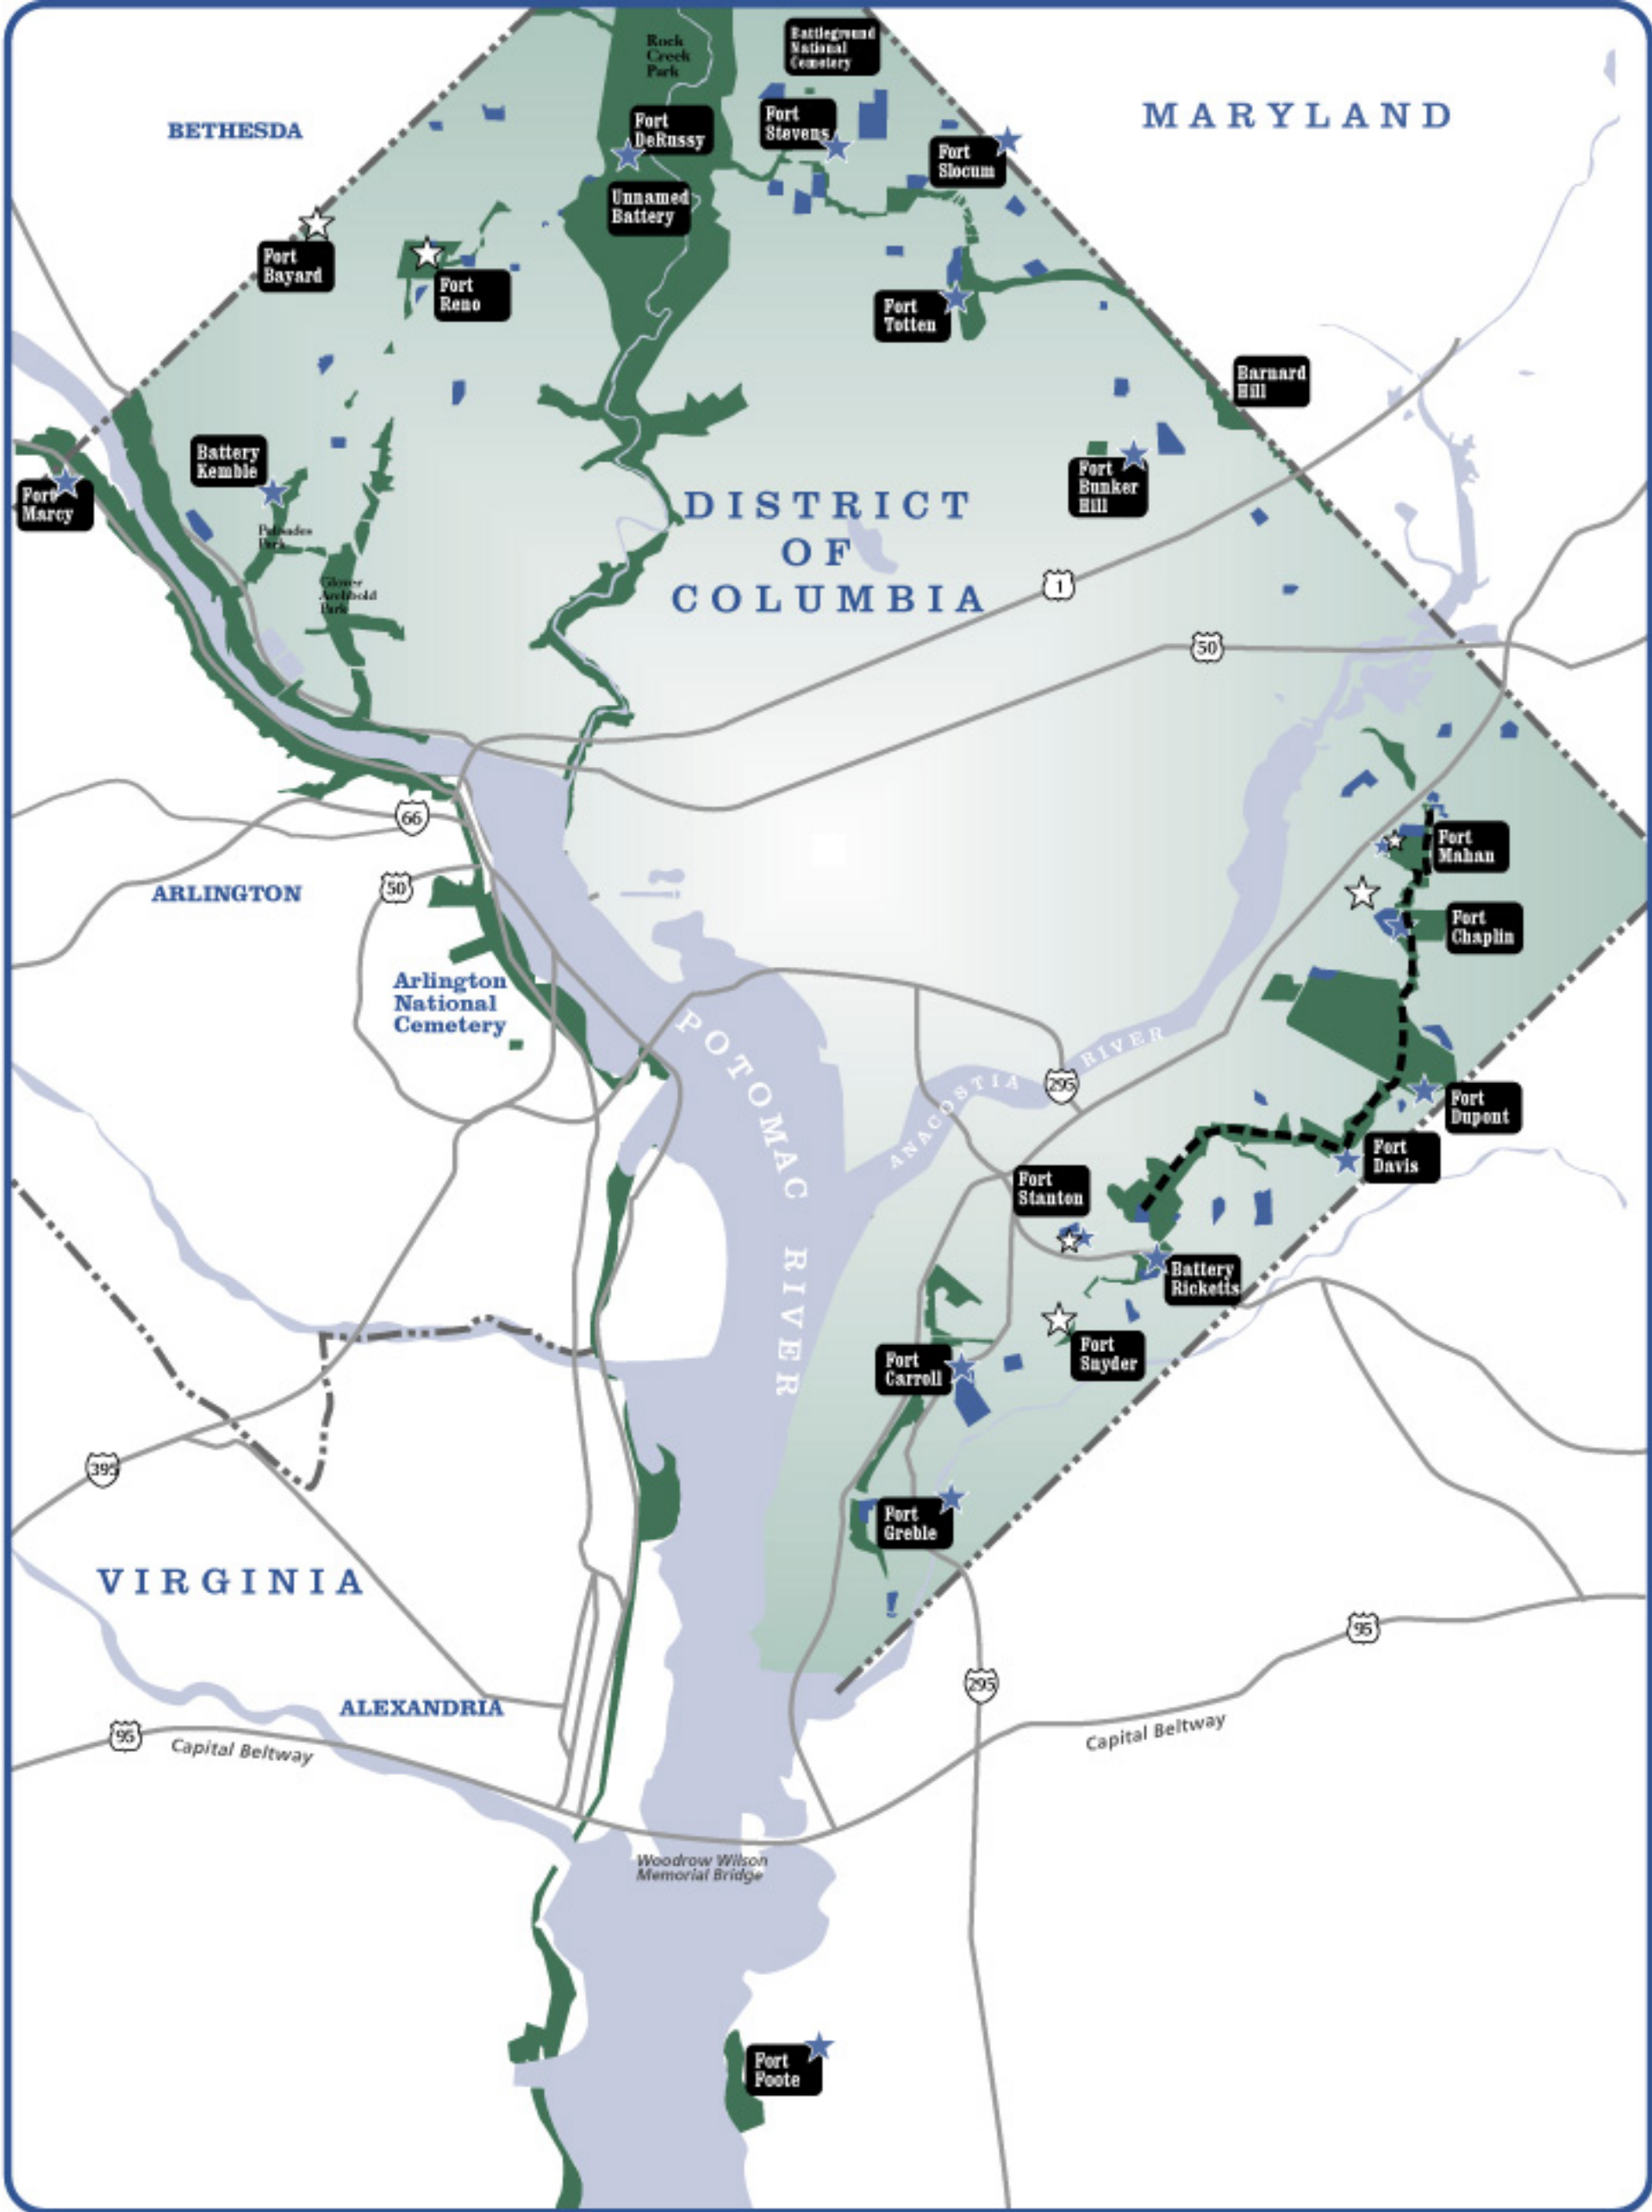 Rock
Creek
Park
Battleground
National
Cemetery
MARYLAND
BETHESDA
Fort
DeRussy
Fort
Stevens
Fort
Slocum
Unnamed
Battery
Fort
Bayard
Fort
Reno
Fort
Totten
Barnard
Hill
Battery
Kemble
Fort
Marcy
Fort
Bunker
Hill
Palisades
Park
DISTRICT
OF
COLUMBIA
Glover
Archbold
Park
1
50
66
Fort
Mahan
50
ARLINGTON
Fort
Chaplin
Arlington
National
Cemetery
POTOMAC RIVER
ANACOSTIA RIVER
295
Fort
Dupont
Fort
Davis
Fort
Stanton
Battery
Ricketts
Fort
Snyder
Fort
Carroll
395
Fort
Greble
VIRGINIA
95
295
ALEXANDRIA
95
Capital Beltway
Capital Beltway
Woodrow Wilson
Memorial Bridge
Fort
Foote